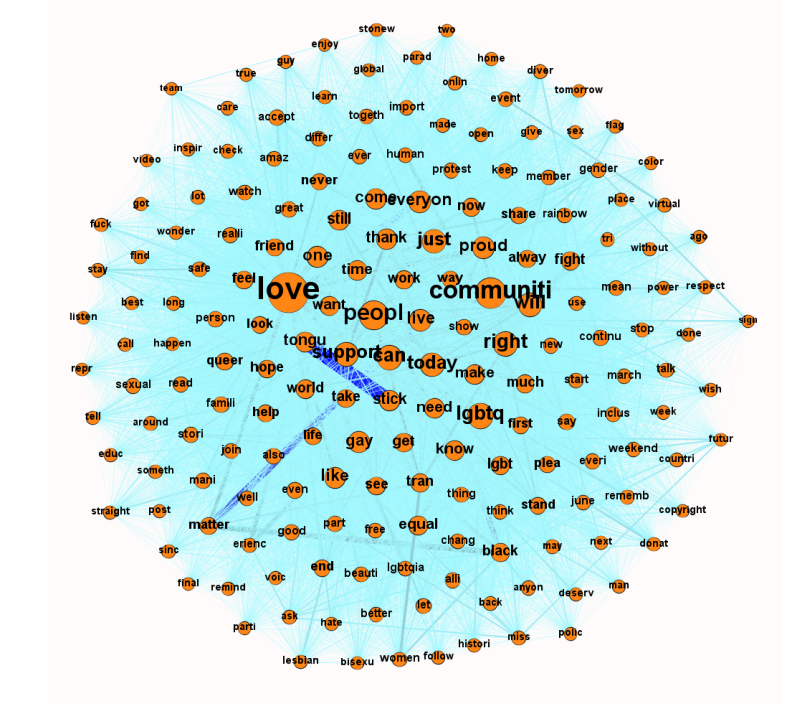 stonew
two
enjoy
parad
home
guy
global
diver
true
onlin
team
tomorrow
learn
event
care
import
accept
togeth
made
flag
differ
open
give
sex
inspir
check
video
amaz
ever
human
protest
keep
member
gender
color
never
got
lot
watch
come
everyon
now
place
virtual
great
still
share
rainbow
fuck
wonder
realli
thank
just
proud
tri
ago
friend
without
find
one
alway
fight
stay
safe
feel
time
work
way
love
communiti
mean
power
respect
best
long
want
will
use
listen
person
look
peopl
live
show
sign
call
happen
tongu
right
new
continu
stop
done
support
can
today
repr
queer
hope
make
much
start
march
talk
sexual
read
world
take
stick
wish
famili
need
lgbtq
inclus
week
tell
around
help
first
say
stori
life
gay
get
futur
educ
join
also
know
weekend
someth
lgbt
plea
everi
countri
mani
like
see
tran
well
even
thing
june
rememb
straight
post
think
stand
copyright
matter
part
free
equal
good
chang
sinc
erienc
black
may
next
donat
end
beauti
lgbtqia
final
remind
voic
alli
anyon
deserv
man
ask
better
let
back
parti
hate
miss
polic
histori
lesbian
bisexu
women
follow